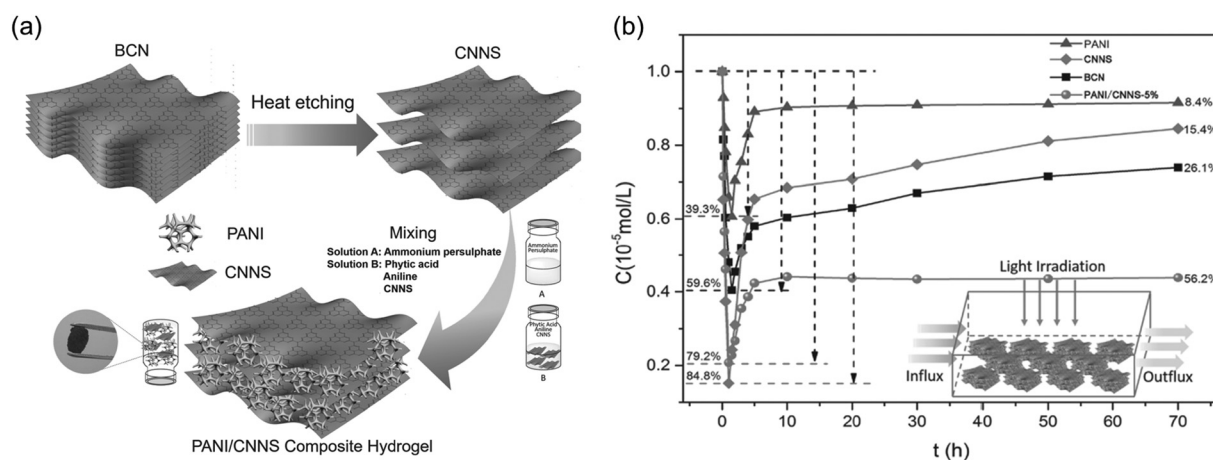 (a)
BCN
CNNS
Heat etching
PANI
CNNS
Mixing
Solution A: Ammonium persulphate
Solution B: Phytic acid
Aniline
CNNS
Ammonium
Persulphate
A
Phytic Acid
Aniline
CNNS
B
PANI/CNNS Composite Hydrogel
(b)
PANI
CNNS
BCN
PANI/CNNS-5%
C(10⁻⁵mol/L)
1.0
0.8
0.6
0.4
0.2
39.3%
59.6%
79.2%
84.8%
8.4%
15.4%
26.1%
56.2%
Light Irradiation
Influx
Outflux
0
10
20
30
40
50
60
70
t (h)